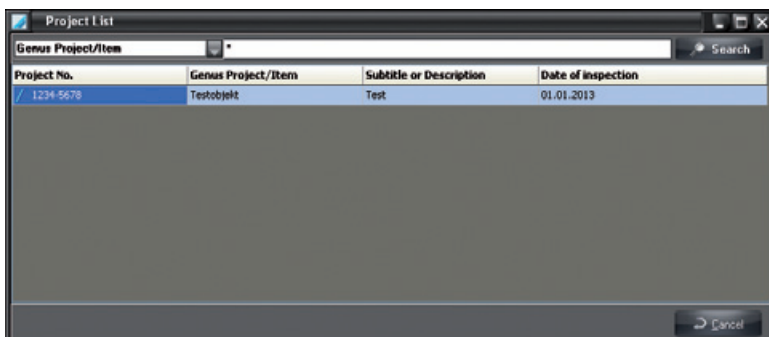 Project List
Genus Project/Item * Search
Project No. Genus Project/Item Subtitle or Description Date of inspection
/ 1234-5678 Testobjekt Test 01.01.2013
Cancel